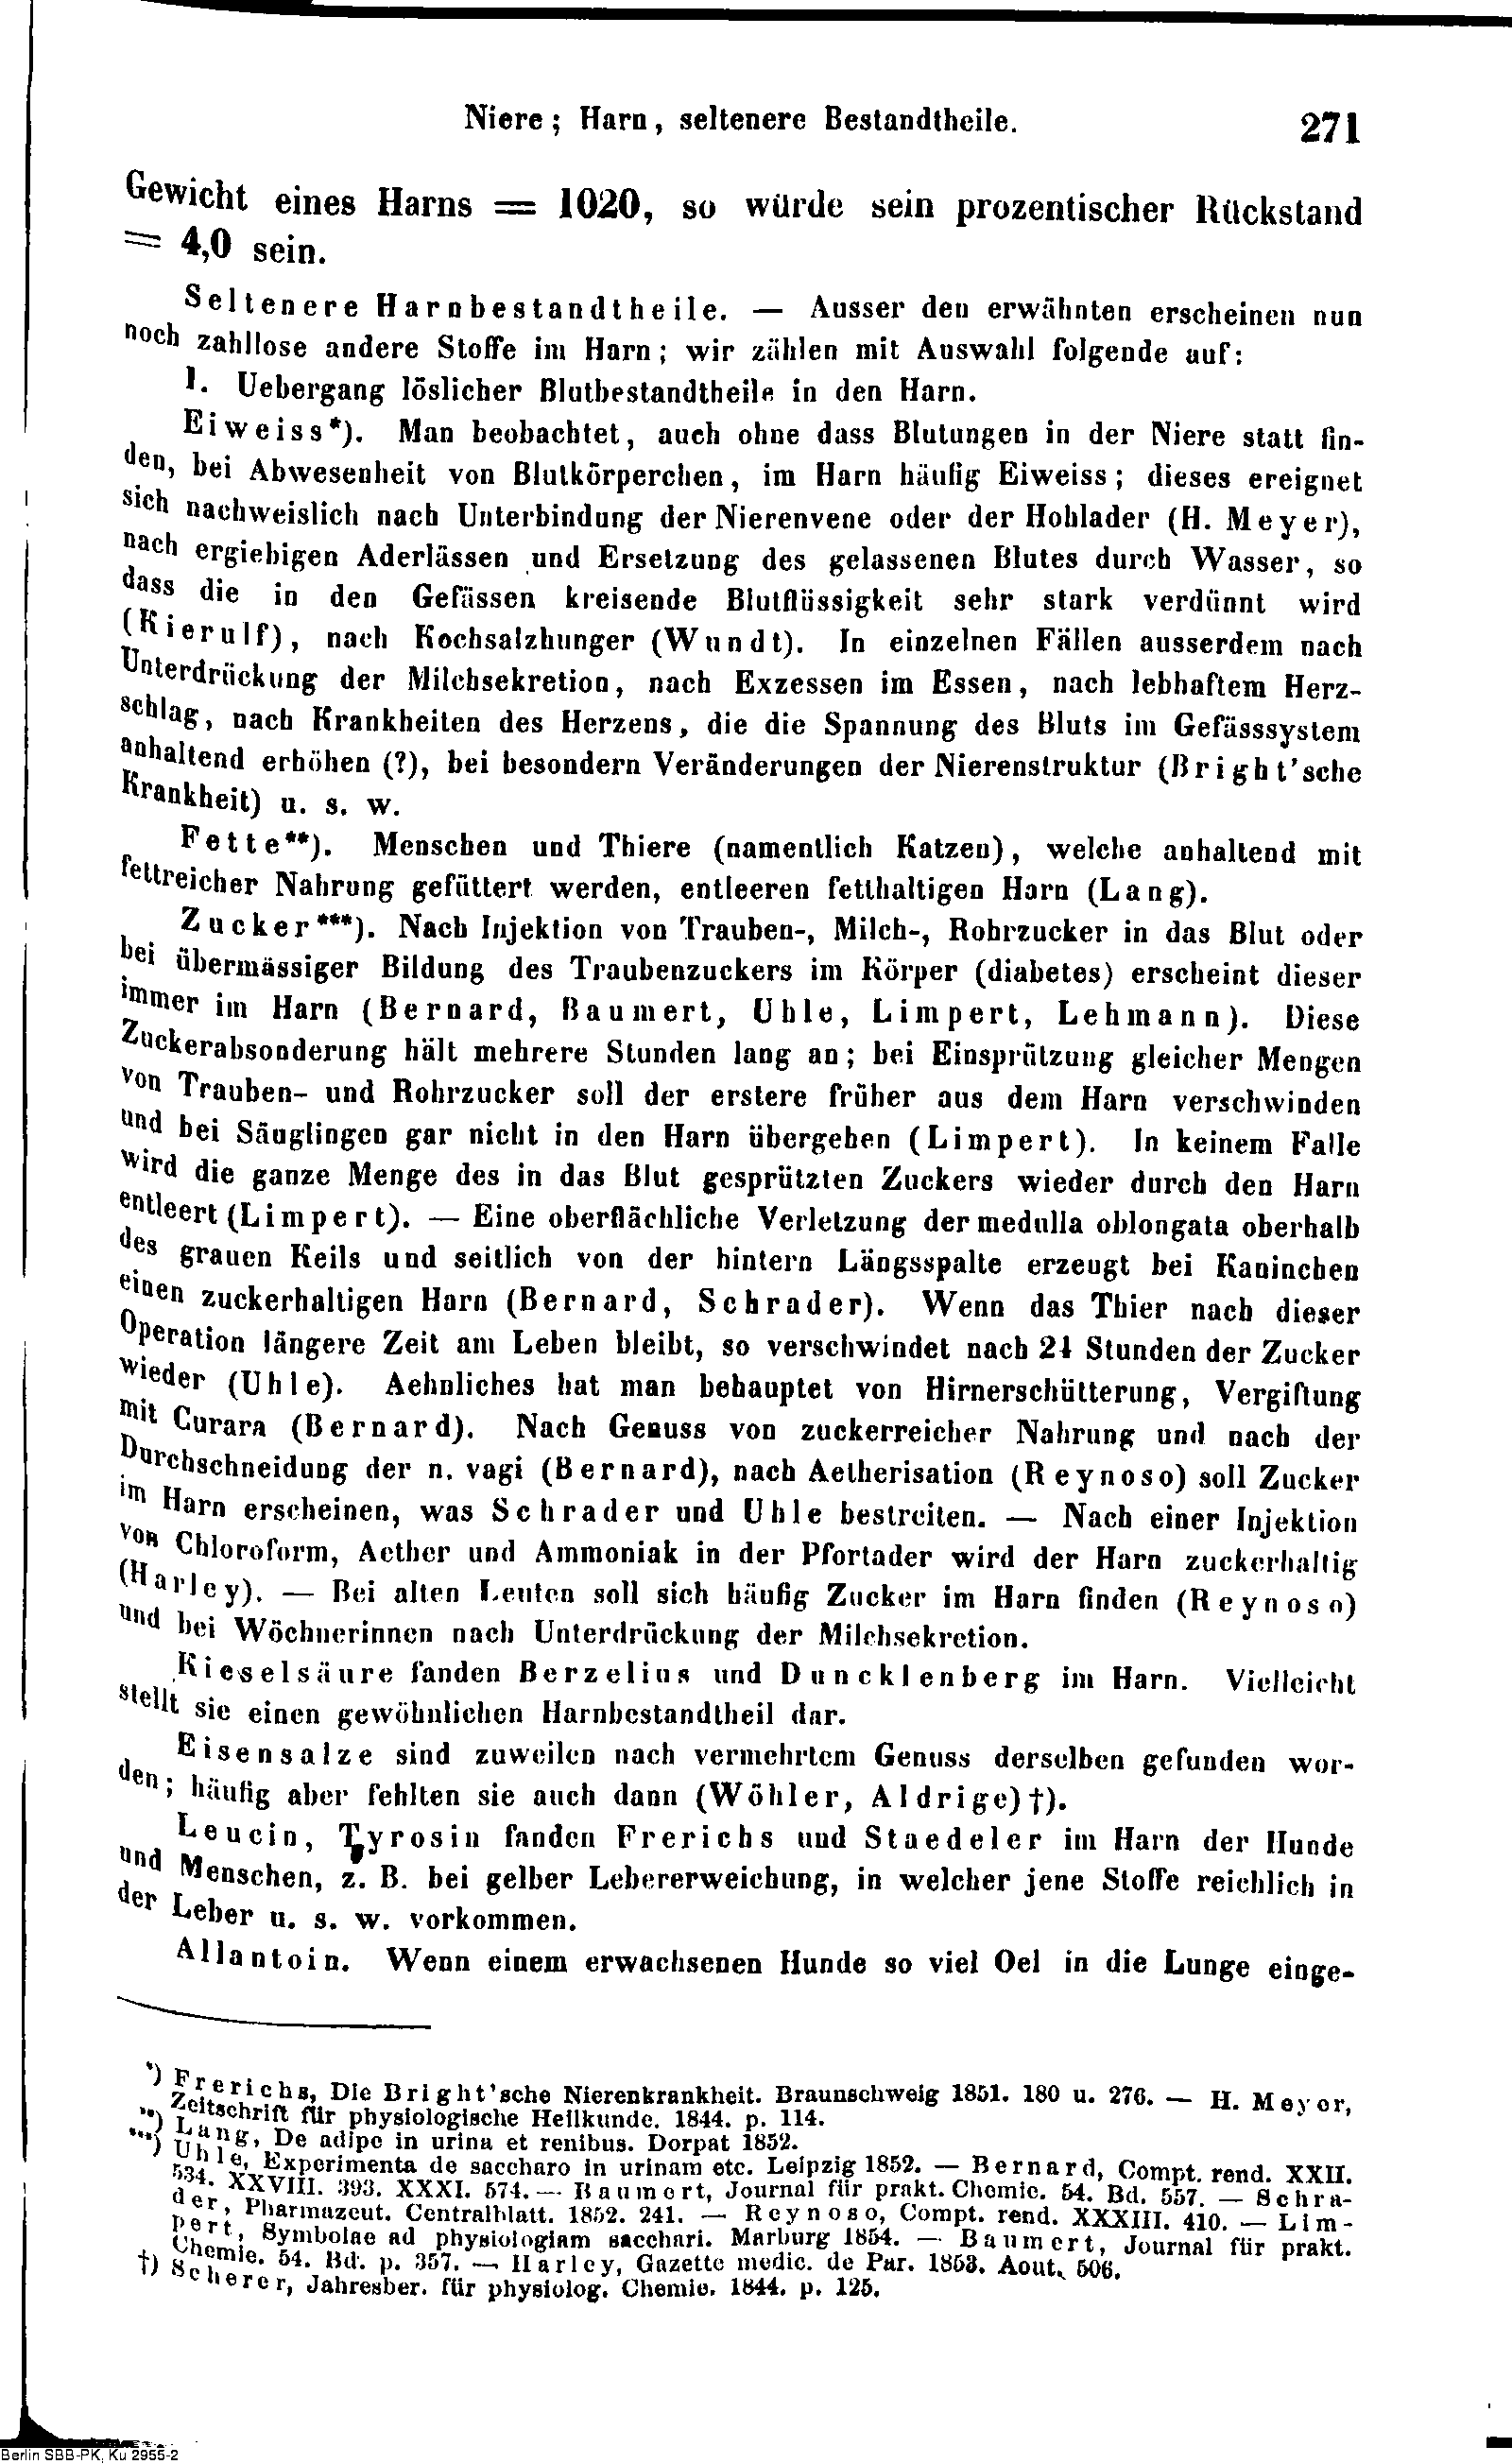 Niere; Harn, seltenere Bestandtheile. 271
Gewicht eines Harns = 1020, so würde sein prozentischer Rückstand
= 4,0 sein.
Seltenere Harnbestandtheile. — Ausser den erwähnten erscheinen nun
noch zahllose andere Stoffe im Harn; wir zählen mit Auswahl folgende auf:
1. Uebergang löslicher Blutbestandtheile in den Harn.
Eiweiss*). Man beobachtet, auch ohne dass Blutungen in der Niere statt fin-
den, bei Abwesenheit von Blutkörperchen, im Harn häufig Eiweiss; dieses ereignet
sich nachweislich nach Unterbindung der Nierenvene oder der Hohlader (H. Meyer),
nach ergiebigen Aderlässen und Ersetzung des gelassenen Blutes durch Wasser, so
dass die in den Gefässen kreisende Blutflüssigkeit sehr stark verdünnt wird
(Kierulf), nach Kochsalzhunger (Wundt). In einzelnen Fällen ausserdem nach
Unterdrückung der Milchsekretion, nach Exzessen im Essen, nach lebhaftem Herz-
schlag, nach Krankheiten des Herzens, die die Spannung des Bluts im Gefässsystem
anhaltend erhöhen (?), bei besondern Veränderungen der Nierenstruktur (Bright'sche
Krankheit) u. s. w.
Fette**). Menschen und Thiere (namentlich Katzen), welche anhaltend mit
fettreicher Nahrung gefüttert werden, entleeren fetthaltigen Harn (Lang).
Zucker***). Nach Injektion von Trauben-, Milch-, Rohrzucker in das Blut oder
bei übermässiger Bildung des Traubenzuckers im Körper (diabetes) erscheint dieser
immer im Harn (Bernard, Baumert, Uhle, Limpert, Lehmann). Diese
Zuckerabsonderung hält mehrere Stunden lang an; bei Einsprützung gleicher Mengen
von Trauben- und Rohrzucker soll der erstere früher aus dem Harn verschwinden
und bei Säuglingen gar nicht in den Harn übergehen (Limpert). In keinem Falle
wird die ganze Menge des in das Blut gesprützten Zuckers wieder durch den Harn
entleert (Limpert). — Eine oberflächliche Verletzung der medulla oblongata oberhalb
des grauen Keils und seitlich von der hintern Längsspalte erzeugt bei Kaninchen
einen zuckerhaltigen Harn (Bernard, Schrader). Wenn das Thier nach dieser
Operation längere Zeit am Leben bleibt, so verschwindet nach 24 Stunden der Zucker
wieder (Uhle). Aehnliches hat man behauptet von Hirnerschütterung, Vergiftung
mit Curara (Bernard). Nach Genuss von zuckerreicher Nahrung und nach der
Durchschneidung der n. vagi (Bernard), nach Aetherisation (Reynoso) soll Zucker
im Harn erscheinen, was Schrader und Uhle bestreiten. — Nach einer Injektion
von Chloroform, Aether und Ammoniak in der Pfortader wird der Harn zuckerhaltig
(Harley). — Bei alten Leuten soll sich häufig Zucker im Harn finden (Reynoso)
und bei Wöchnerinnen nach Unterdrückung der Milchsekretion.
Kieselsäure fanden Berzelius und Duncklenberg im Harn. Vielleicht
stellt sie einen gewöhnlichen Harnbestandtheil dar.
Eisensalze sind zuweilen nach vermehrtem Genuss derselben gefunden wor-
den; häufig aber fehlten sie auch dann (Wöhler, Aldrige)†).
Leucin, Tyrosin fanden Frerichs und Staedeler im Harn der Hunde
und Menschen, z. B. bei gelber Lebererweichung, in welcher jene Stoffe reichlich in
der Leber u. s. w. vorkommen.
Allantoin. Wenn einem erwachsenen Hunde so viel Oel in die Lunge einge-
*) Frerichs, Die Bright'sche Nierenkrankheit. Braunschweig 1851. 180 u. 276. — H. Meyer,
Zeitschrift für physiologische Heilkunde. 1844. p. 114.
**) Lang, De adipe in urina et renibus. Dorpat 1852.
***) Uhle, Experimenta de saccharo in urinam etc. Leipzig 1852. — Bernard, Compt. rend. XXII.
534. XXVIII. 393. XXXI. 574. — Baumert, Journal für prakt. Chemie. 54. Bd. 557. — Schra-
der, Pharmazeut. Centralblatt. 1852. 241. — Reynoso, Compt. rend. XXXIII. 410. — Lim-
pert, Symbolae ad physiologiam sacchari. Marburg 1854. — Baumert, Journal für prakt.
Chemie. 54. Bd. p. 357. — Harley, Gazette medic. de Par. 1853. Aout. 506.
†) Scherer, Jahresber. für physiolog. Chemie. 1844. p. 125.
Berlin SBB-PK, Ku 2955-2